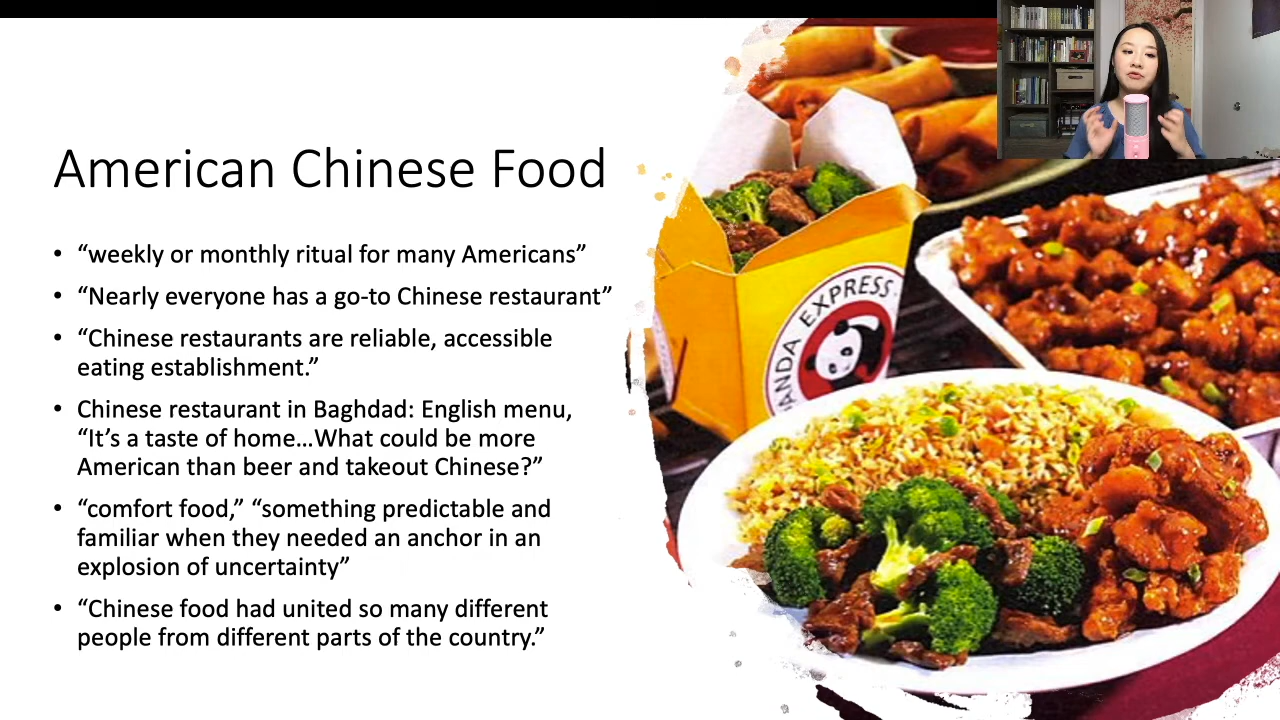 American Chinese Food
• “weekly or monthly ritual for many Americans”
• “Nearly everyone has a go-to Chinese restaurant”
• “Chinese restaurants are reliable, accessible
eating establishment.”
• Chinese restaurant in Baghdad: English menu,
“It’s a taste of home…What could be more
American than beer and takeout Chinese?”
• “comfort food,” “something predictable and
familiar when they needed an anchor in an
explosion of uncertainty”
• “Chinese food had united so many different
people from different parts of the country.”
PANDA EXPRESS